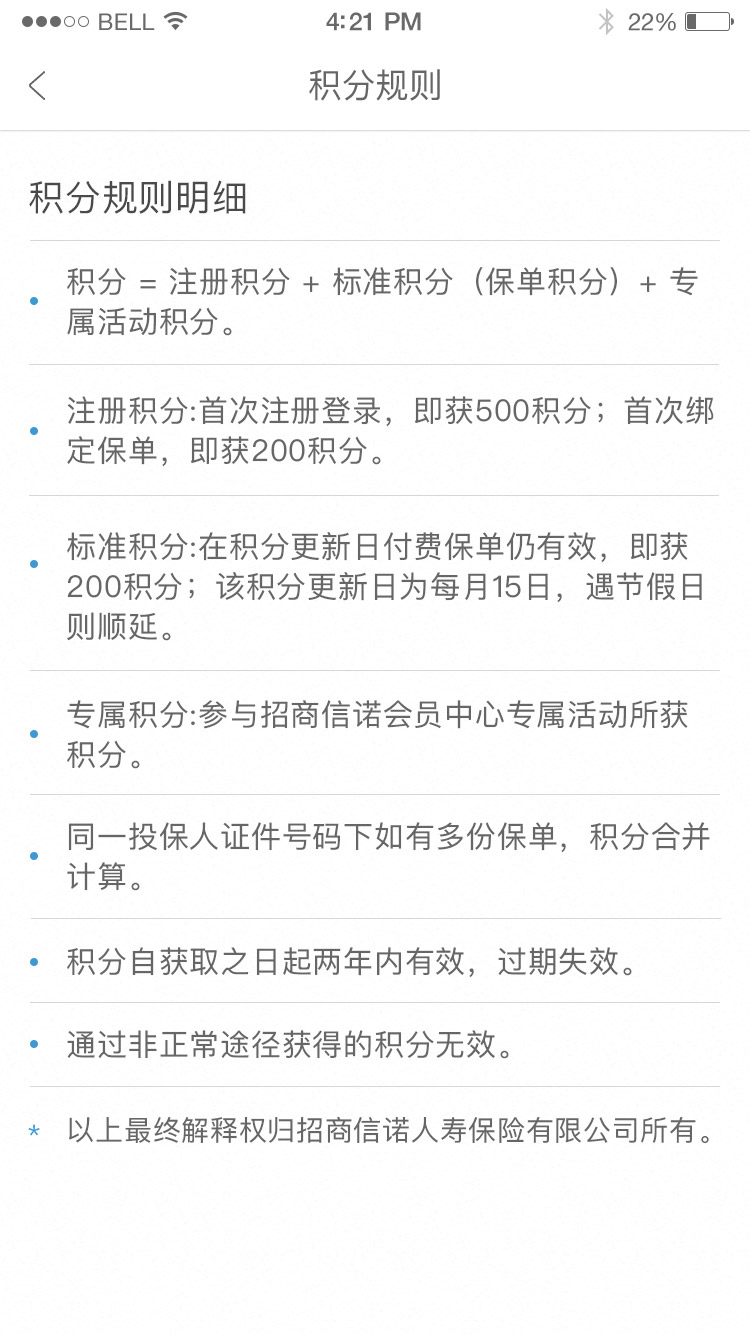 BELL 4:21 PM 22%
积分规则
积分规则明细
积分 = 注册积分 + 标准积分（保单积分）+ 专
属活动积分。
注册积分:首次注册登录，即获500积分；首次绑
定保单，即获200积分。
标准积分:在积分更新日付费保单仍有效，即获
200积分；该积分更新日为每月15日，遇节假日
则顺延。
专属积分:参与招商信诺会员中心专属活动所获
积分。
同一投保人证件号码下如有多份保单，积分合并
计算。
积分自获取之日起两年内有效，过期失效。
通过非正常途径获得的积分无效。
* 以上最终解释权归招商信诺人寿保险有限公司所有。